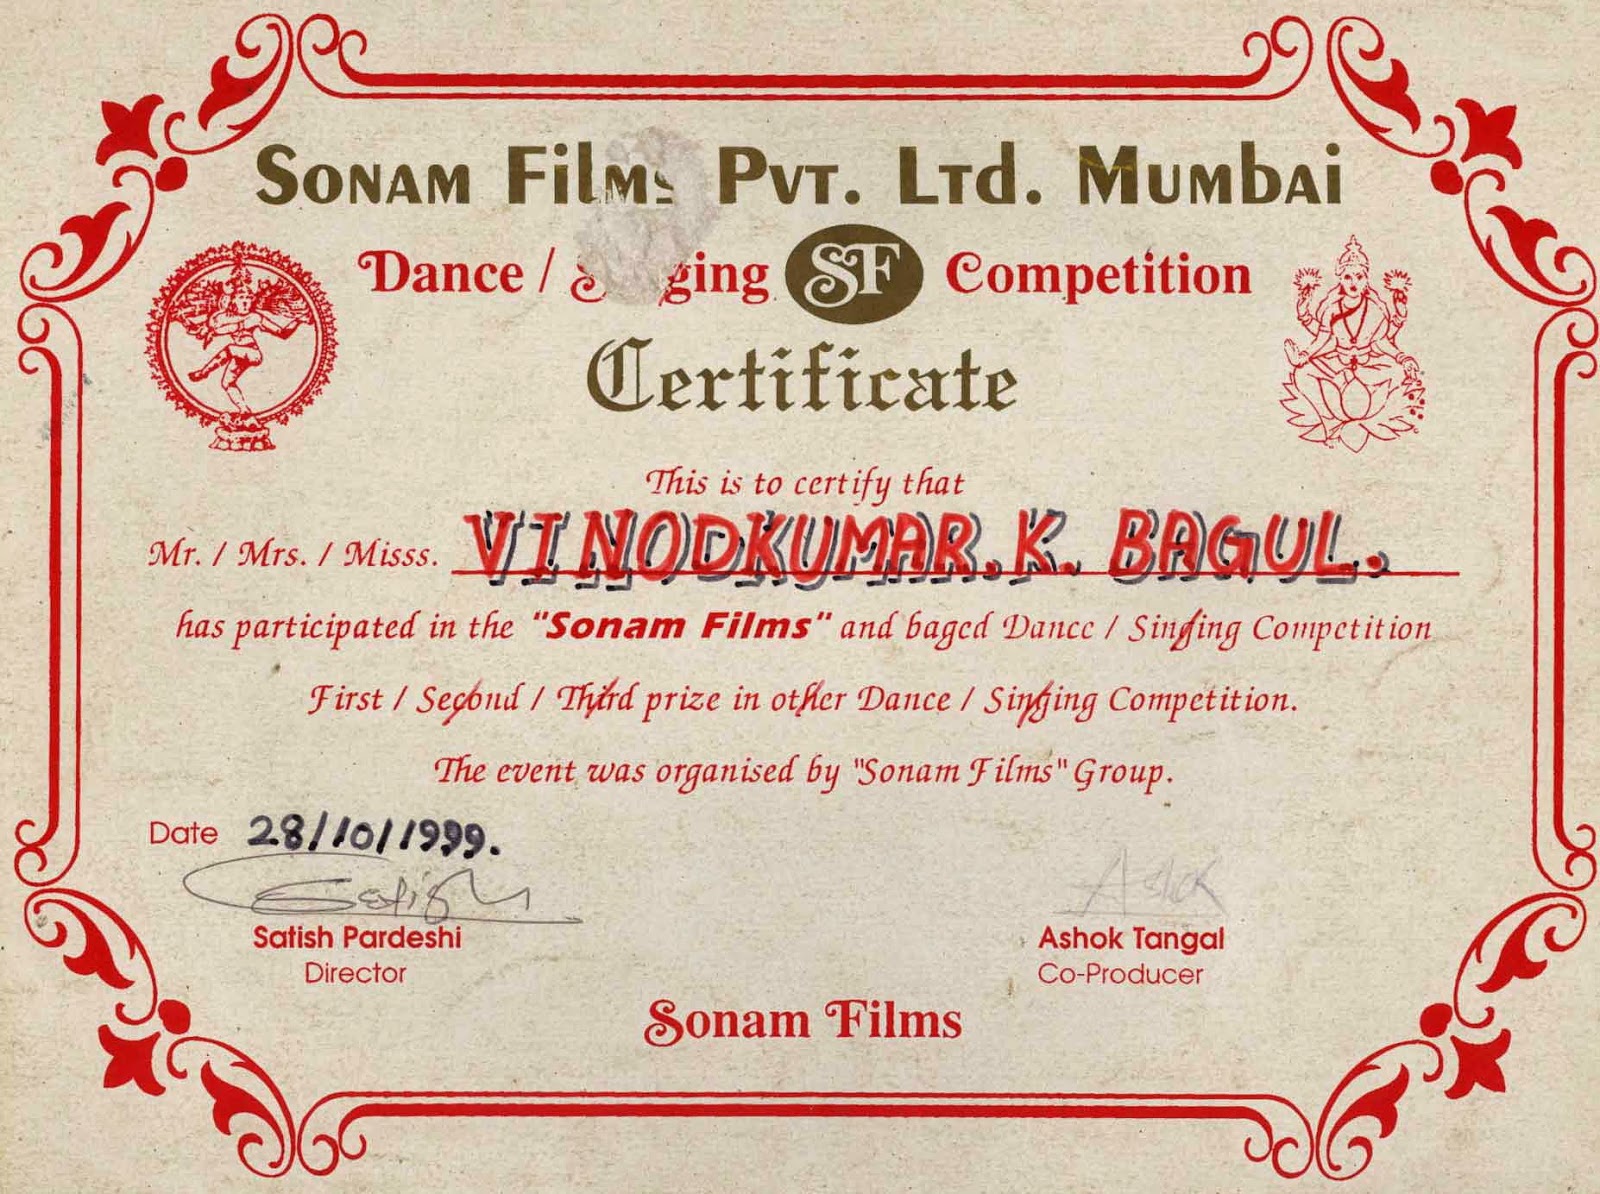 SONAM FILMS PVT. LTD. MUMBAI
Dance / Singing SF Competition
Certificate
This is to certify that
Mr. / Mrs. / Misss. VINODKUMAR. K. BAGUL.
has participated in the "Sonam Films" and baged Dance / Singing Competition
First / Second / Third prize in other Dance / Singing Competition.
The event was organised by "Sonam Films" Group.
Date 28/10/1999.
Satish
Ashok
Satish Pardeshi
Ashok Tangal
Director
Co-Producer
Sonam Films